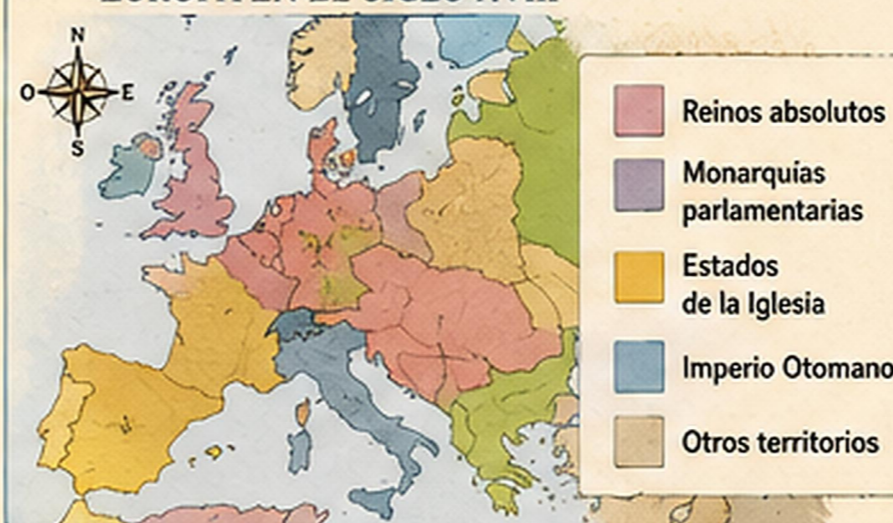 N
O
E
S
Reinos absolutos
Monarquías
parlamentarias
Estados
de la Iglesia
Imperio Otomano
Otros territorios